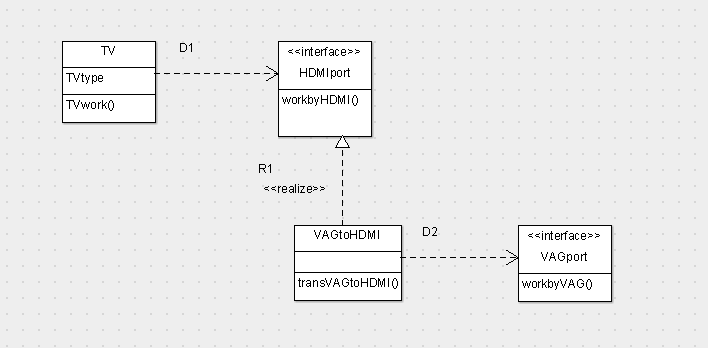 TV
TVtype
TVwork()
D1
<<interface>>
HDMIport
workbyHDMI()
R1
<<realize>>
VAGtoHDMI
transVAGtoHDMI()
D2
<<interface>>
VAGport
workbyVAG()